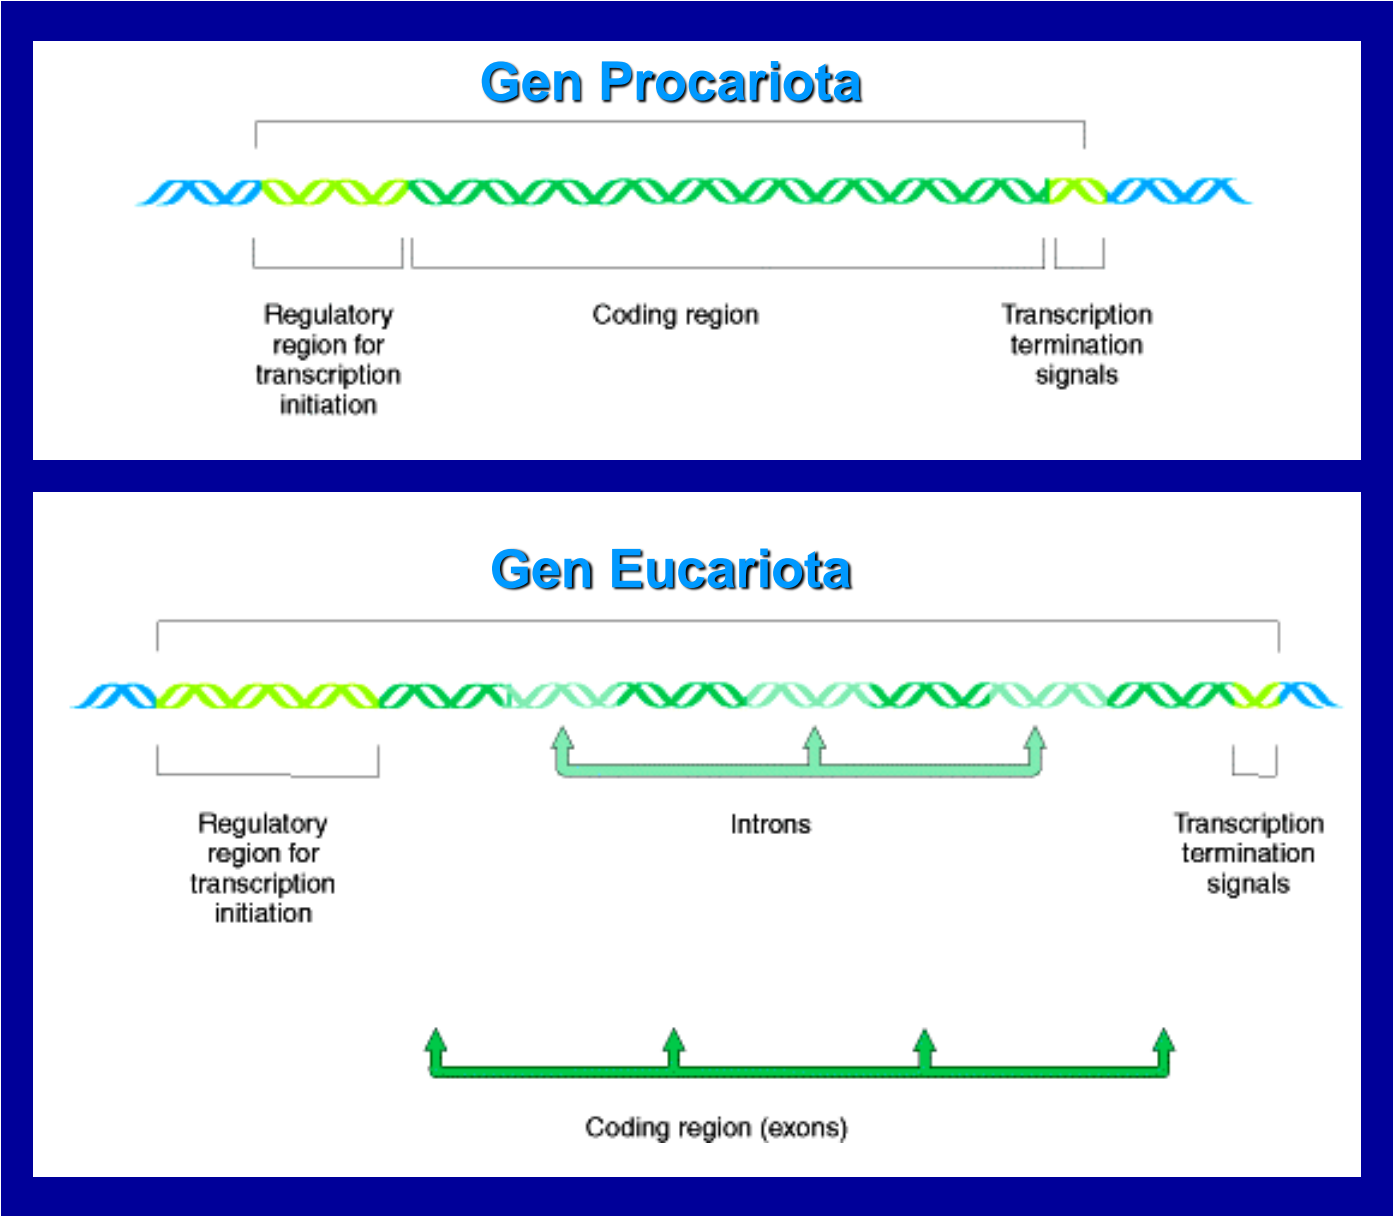 Gen Procariota
Regulatory
region for
transcription
initiation
Coding region
Transcription
termination
signals
Gen Eucariota
Regulatory
region for
transcription
initiation
Introns
Transcription
termination
signals
Coding region (exons)